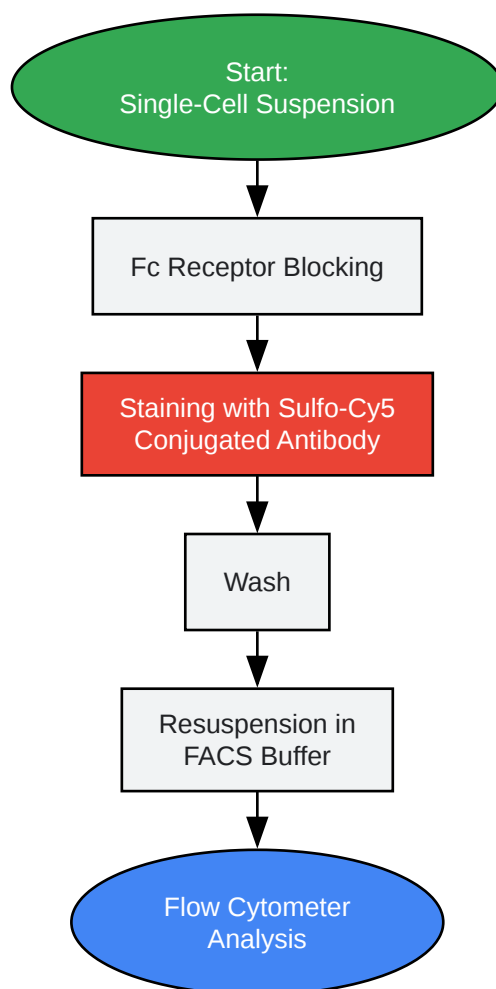 Start:
Single-Cell Suspension
Fc Receptor Blocking
Staining with Sulfo-Cy5
Conjugated Antibody
Wash
Resuspension in
FACS Buffer
Flow Cytometer
Analysis